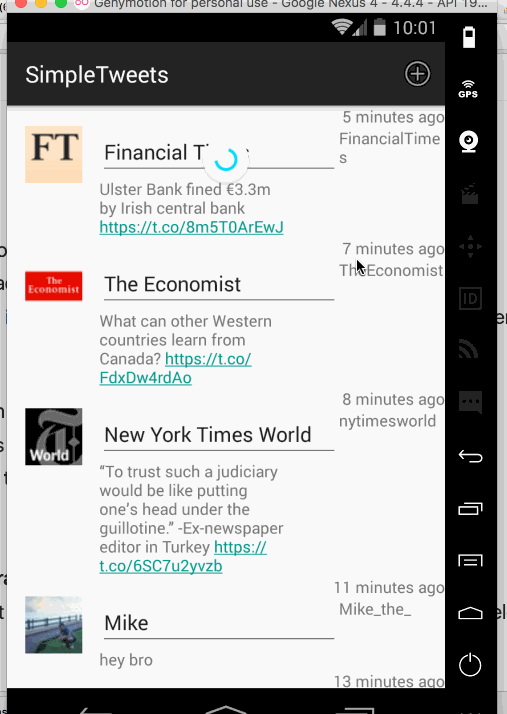 Genymotion for personal use - Google Nexus 4 - 4.4.4 - API 19...
10:01
SimpleTweets
GPS
5 minutes ago
FT
Financial
FinancialTime
s
Ulster Bank fined €3.3m
by Irish central bank
https://t.co/8m5T0ArEwJ
7 minutes ago
The
Economist
The Economist
TheEconomist
What can other Western
countries learn from
Canada? https://t.co/
FdxDw4rdAo
8 minutes ago
New York Times World
nytimesworld
World
“To trust such a judiciary
would be like putting
one’s head under the
guillotine.” -Ex-newspaper
editor in Turkey https://
t.co/6SC7u2yvzb
11 minutes ago
Mike
Mike_the_
hey bro
13 minutes ago
ID